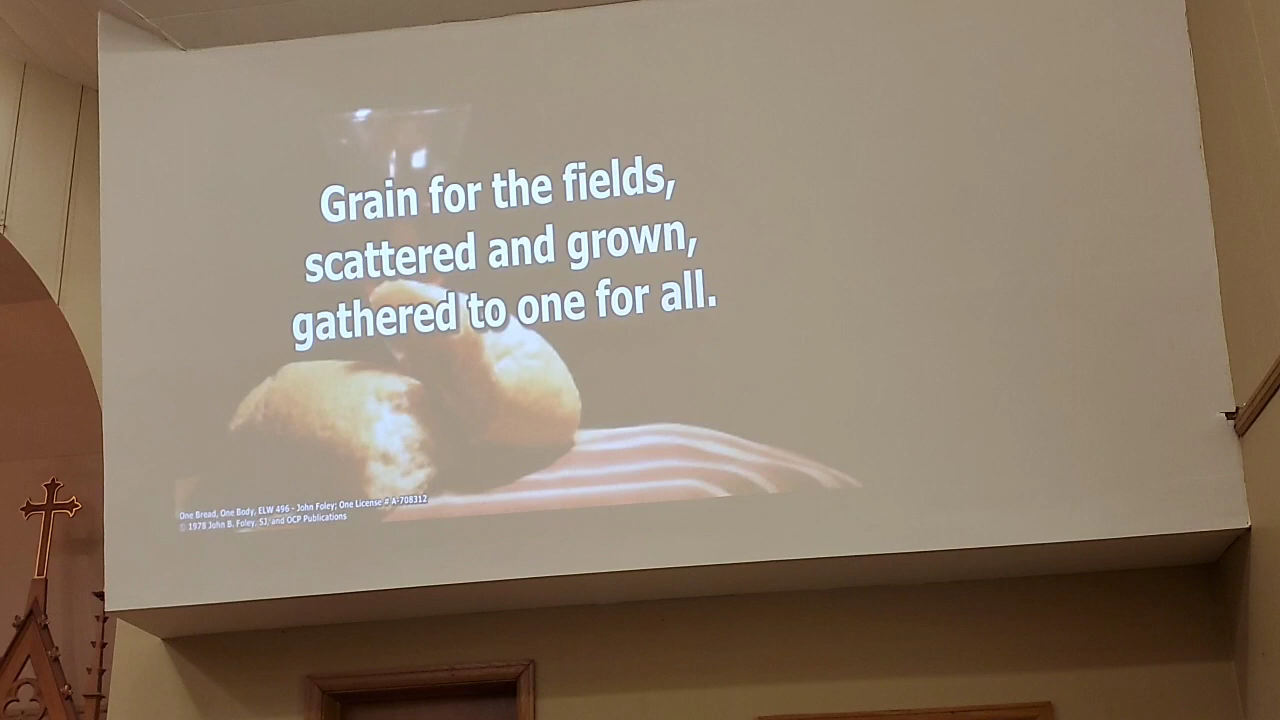 Grain for the fields,
scattered and grown,
gathered to one for all.
One Bread, One Body, ELW 496 - John Foley; One License # A-708312
© 1978 John B. Foley, SJ, and OCP Publications